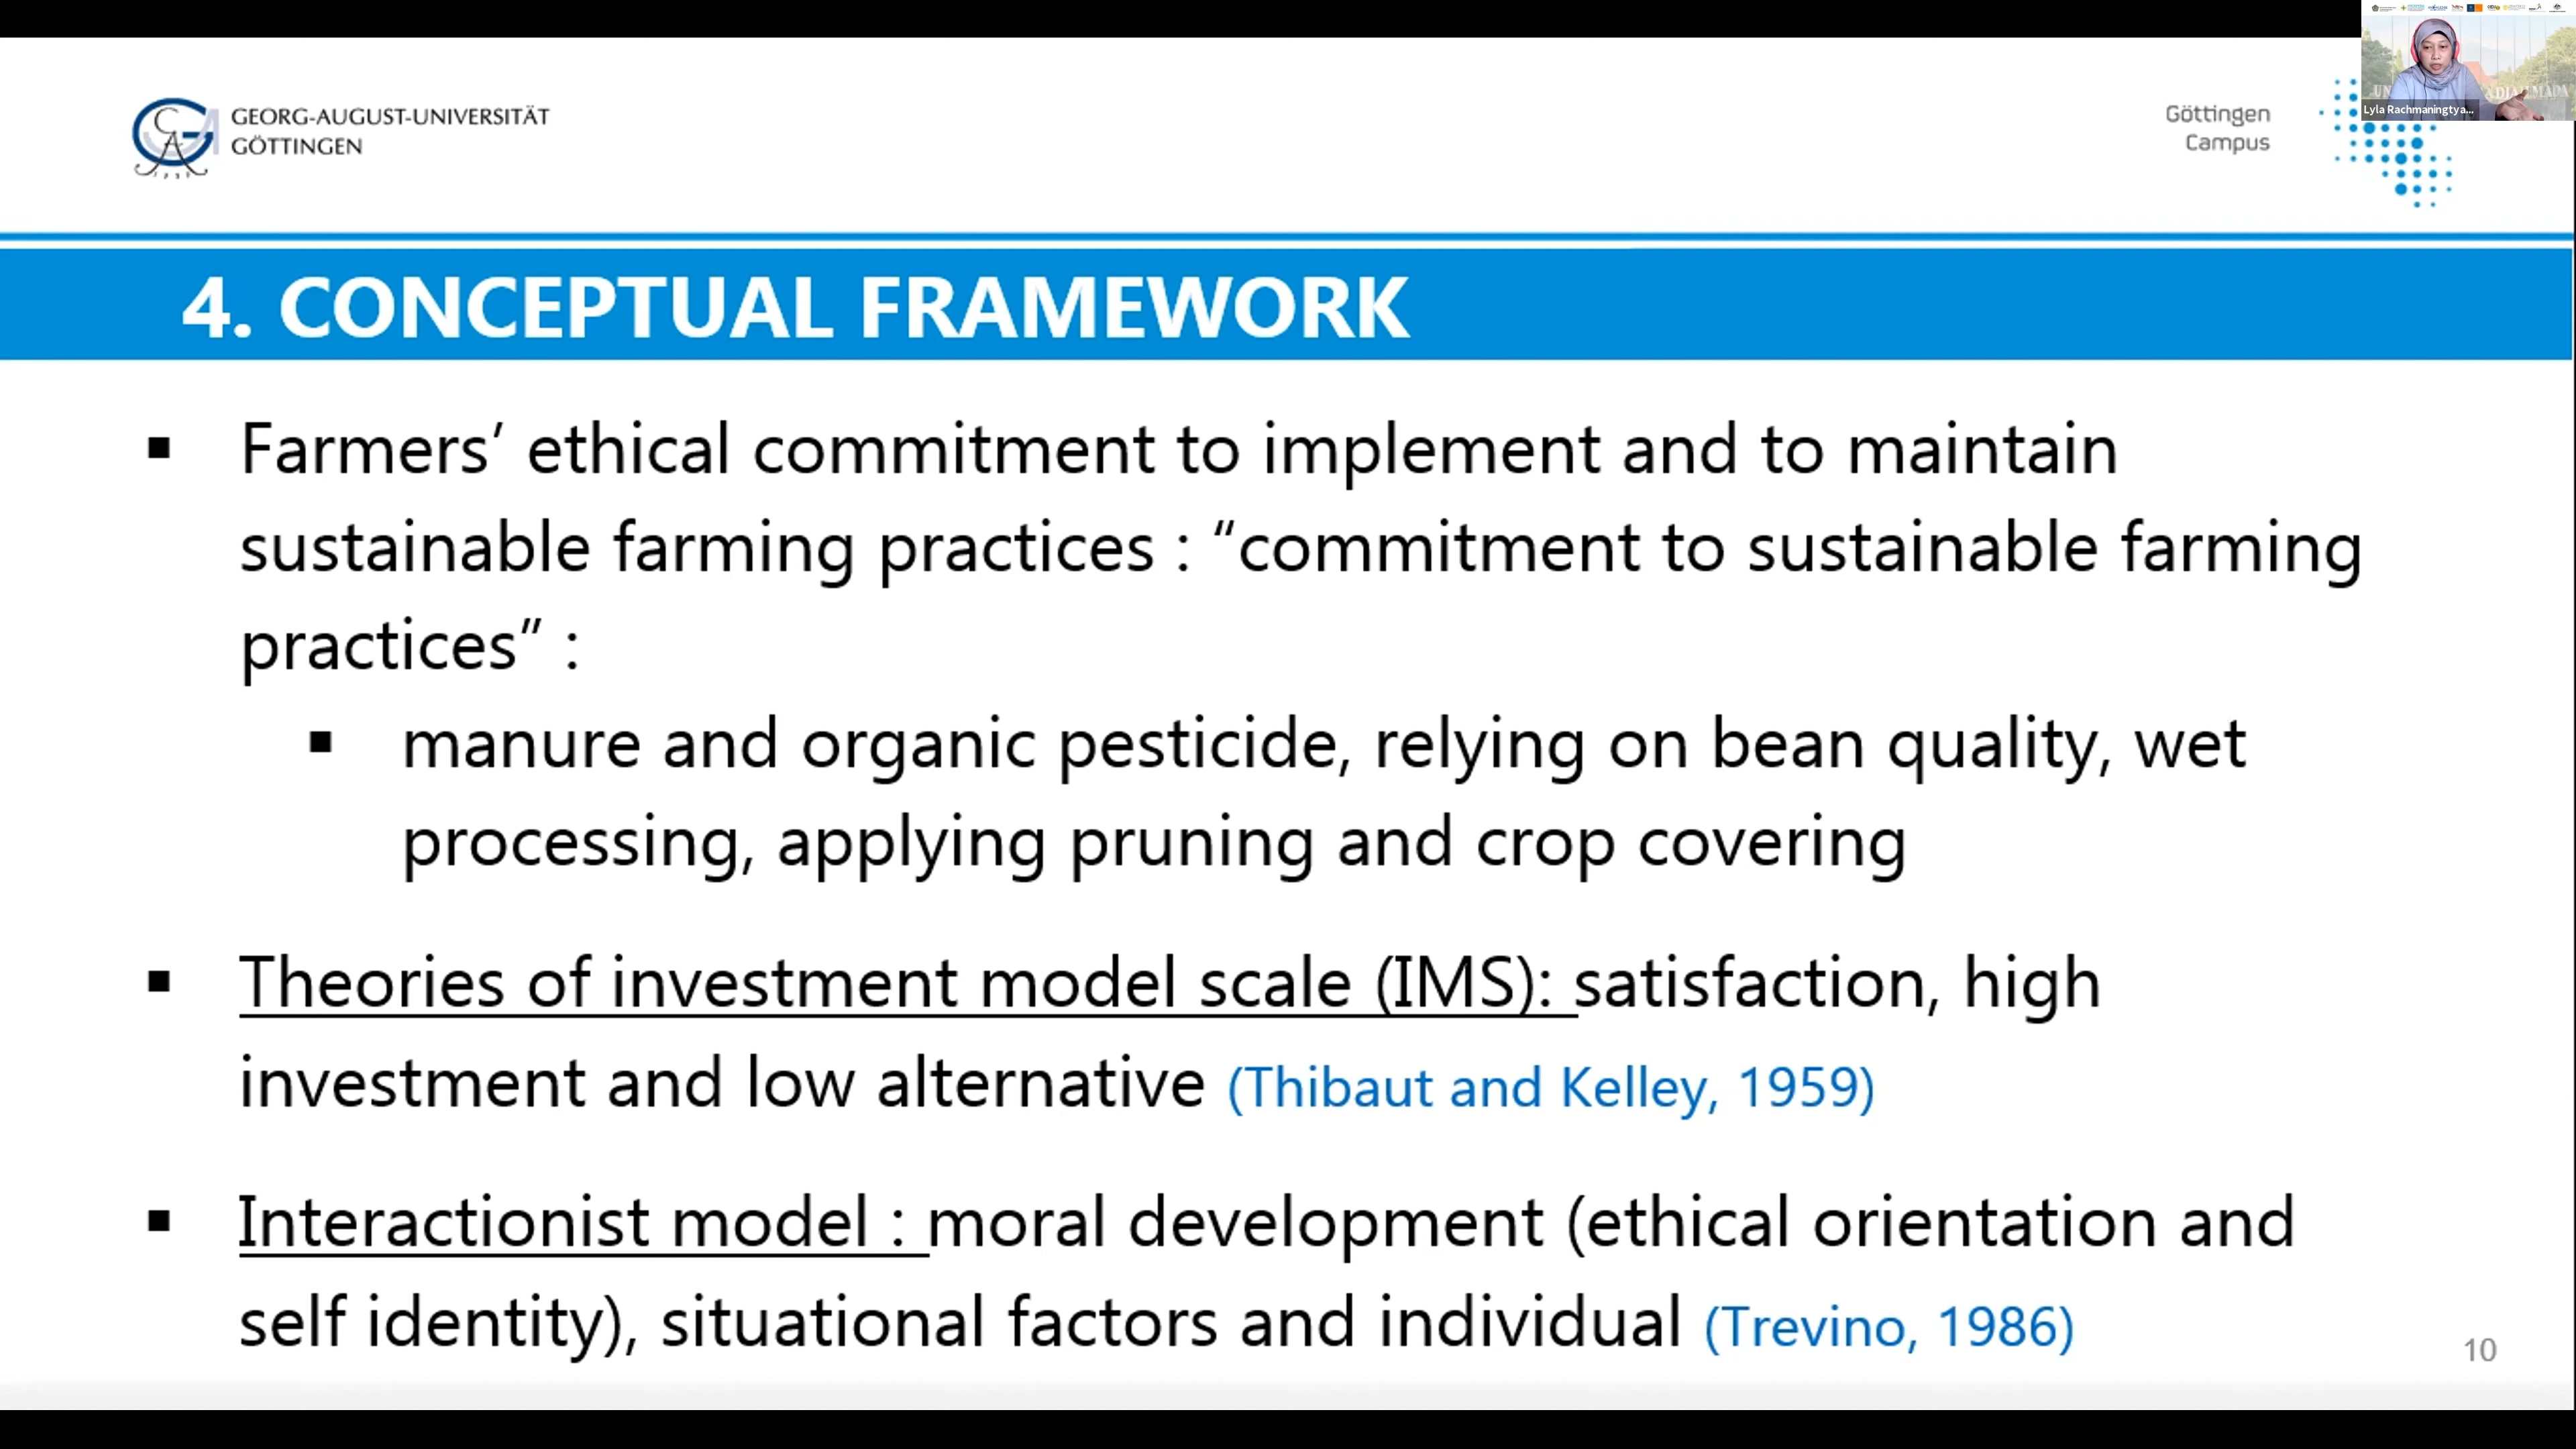 GEORG-AUGUST-UNIVERSITÄT
GÖTTINGEN
Göttingen
Campus
Lyla Rachmaningtya...
4. CONCEPTUAL FRAMEWORK
▪ Farmers’ ethical commitment to implement and to maintain
sustainable farming practices : “commitment to sustainable farming
practices” :
▪ manure and organic pesticide, relying on bean quality, wet
processing, applying pruning and crop covering
▪ Theories of investment model scale (IMS): satisfaction, high
investment and low alternative (Thibaut and Kelley, 1959)
▪ Interactionist model : moral development (ethical orientation and
self identity), situational factors and individual (Trevino, 1986)
10